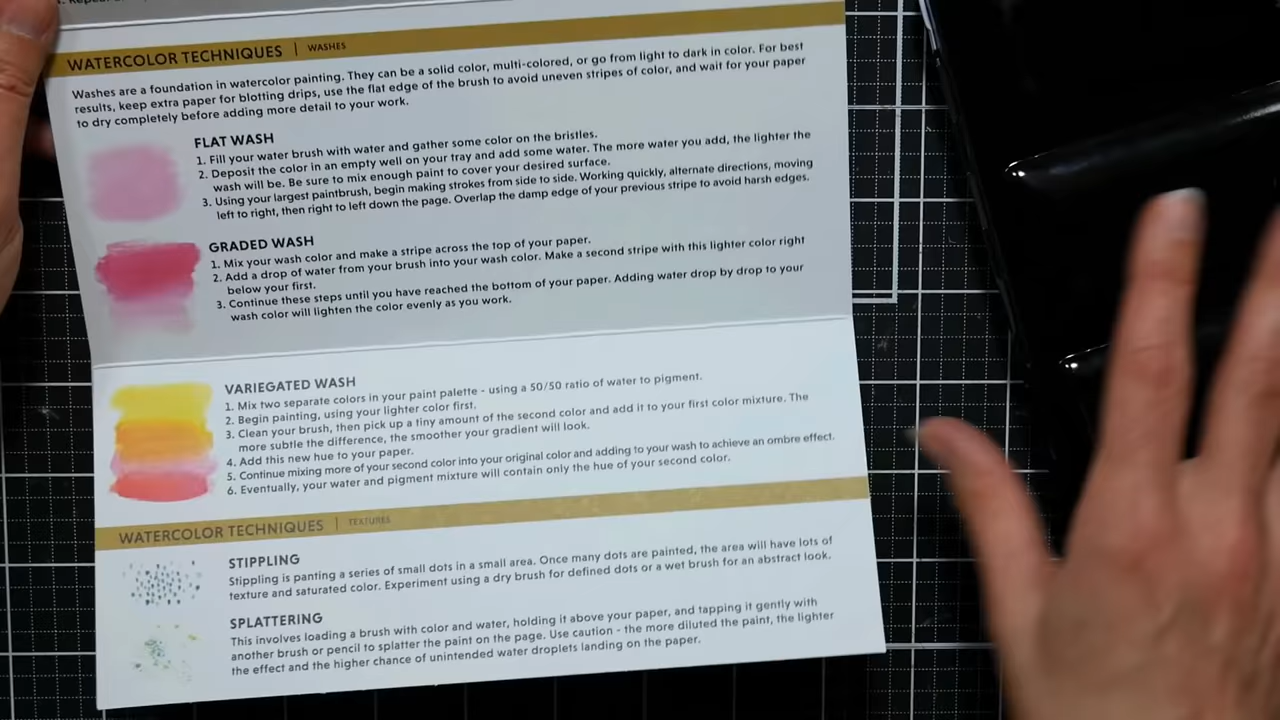 WATERCOLOR TECHNIQUES | WASHES
Washes are a foundation in watercolor painting. They can be a solid color, multi-colored, or go from light to dark in color. For best
results, keep extra paper for blotting drips, use the flat edge of the brush to avoid uneven stripes of color, and wait for your paper
to dry completely before adding more detail to your work.
FLAT WASH
1. Fill your water brush with water and gather some color on the bristles.
2. Deposit the color in an empty well on your tray and add some water. The more water you add, the lighter the
wash will be. Be sure to mix enough paint to cover your desired surface.
3. Using your largest paintbrush, begin making strokes from side to side. Working quickly, alternate directions, moving
left to right, then right to left down the page. Overlap the damp edge of your previous stripe to avoid harsh edges.
GRADED WASH
1. Mix your wash color and make a stripe across the top of your paper.
2. Add a drop of water from your brush into your wash color. Make a second stripe with this lighter color right
below your first.
3. Continue these steps until you have reached the bottom of your paper. Adding water drop by drop to your
wash color will lighten the color evenly as you work.
VARIEGATED WASH
1. Mix two separate colors in your paint palette - using a 50/50 ratio of water to pigment.
2. Begin painting, using your lighter color first.
3. Clean your brush, then pick up a tiny amount of the second color and add it to your first color mixture. The
more subtle the difference, the smoother your gradient will look.
4. Add this new hue to your paper.
5. Continue mixing more of your second color into your original color and adding to your wash to achieve an ombre effect.
6. Eventually, your water and pigment mixture will contain only the hue of your second color.
WATERCOLOR TECHNIQUES | TEXTURES
STIPPLING
Stippling is panting a series of small dots in a small area. Once many dots are painted, the area will have lots of
texture and saturated color. Experiment using a dry brush for defined dots or a wet brush for an abstract look.
SPLATTERING
This involves loading a brush with color and water, holding it above your paper, and tapping it gently with
another brush or pencil to splatter the paint on the page. Use caution - the more diluted the paint, the lighter
the effect and the higher chance of unintended water droplets landing on the paper.